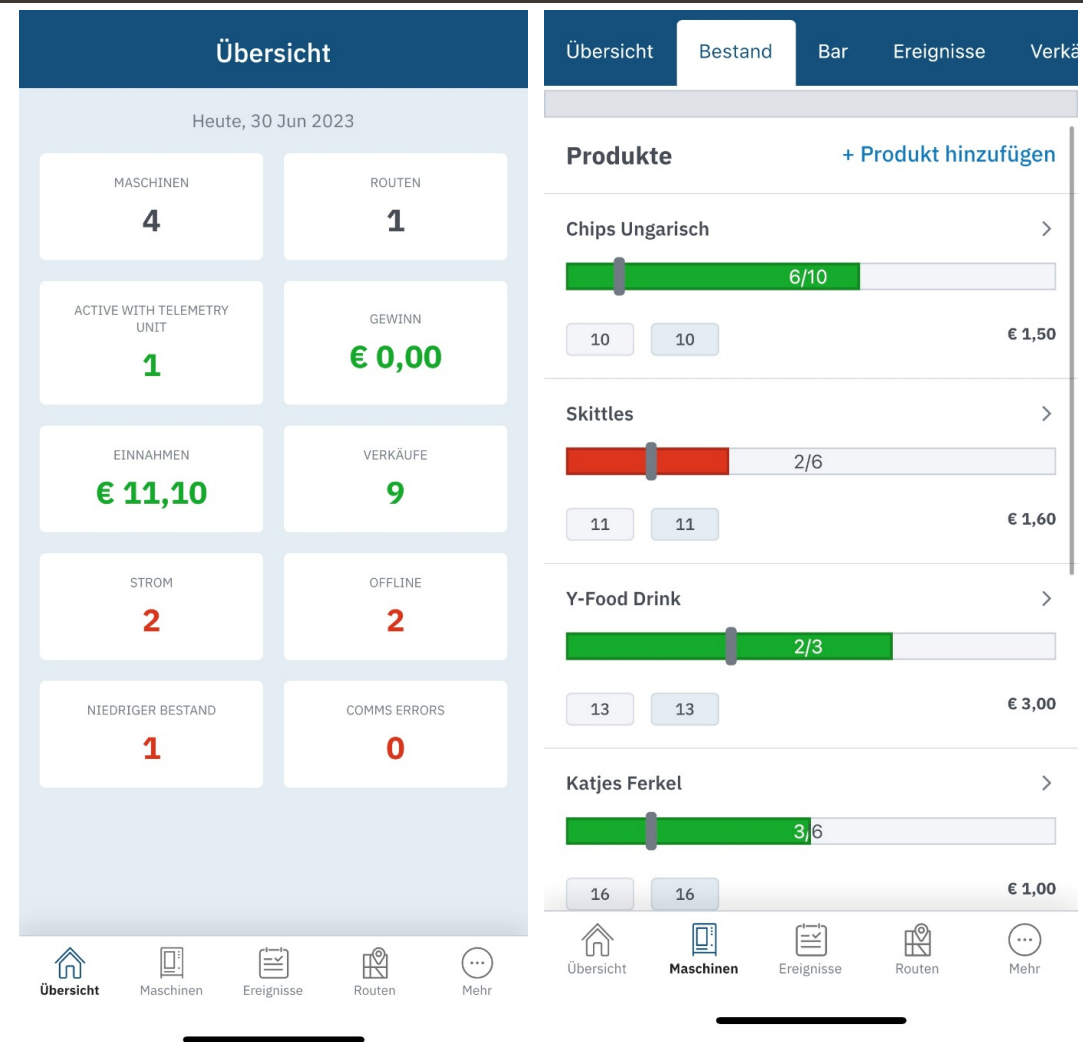 Übersicht
Heute, 30 Jun 2023
MASCHINEN
4
ROUTEN
1
ACTIVE WITH TELEMETRY
UNIT
1
GEWINN
€ 0,00
EINNAHMEN
€ 11,10
VERKÄUFE
9
STROM
2
OFFLINE
2
NIEDRIGER BESTAND
1
COMMS ERRORS
0
Übersicht Maschinen Ereignisse Routen Mehr
Übersicht Bestand Bar Ereignisse Verkä
Produkte + Produkt hinzufügen
Chips Ungarisch
6/10
10 10 € 1,50
Skittles
2/6
11 11 € 1,60
Y-Food Drink
2/3
13 13 € 3,00
Katjes Ferkel
3/6
16 16 € 1,00
Übersicht Maschinen Ereignisse Routen Mehr